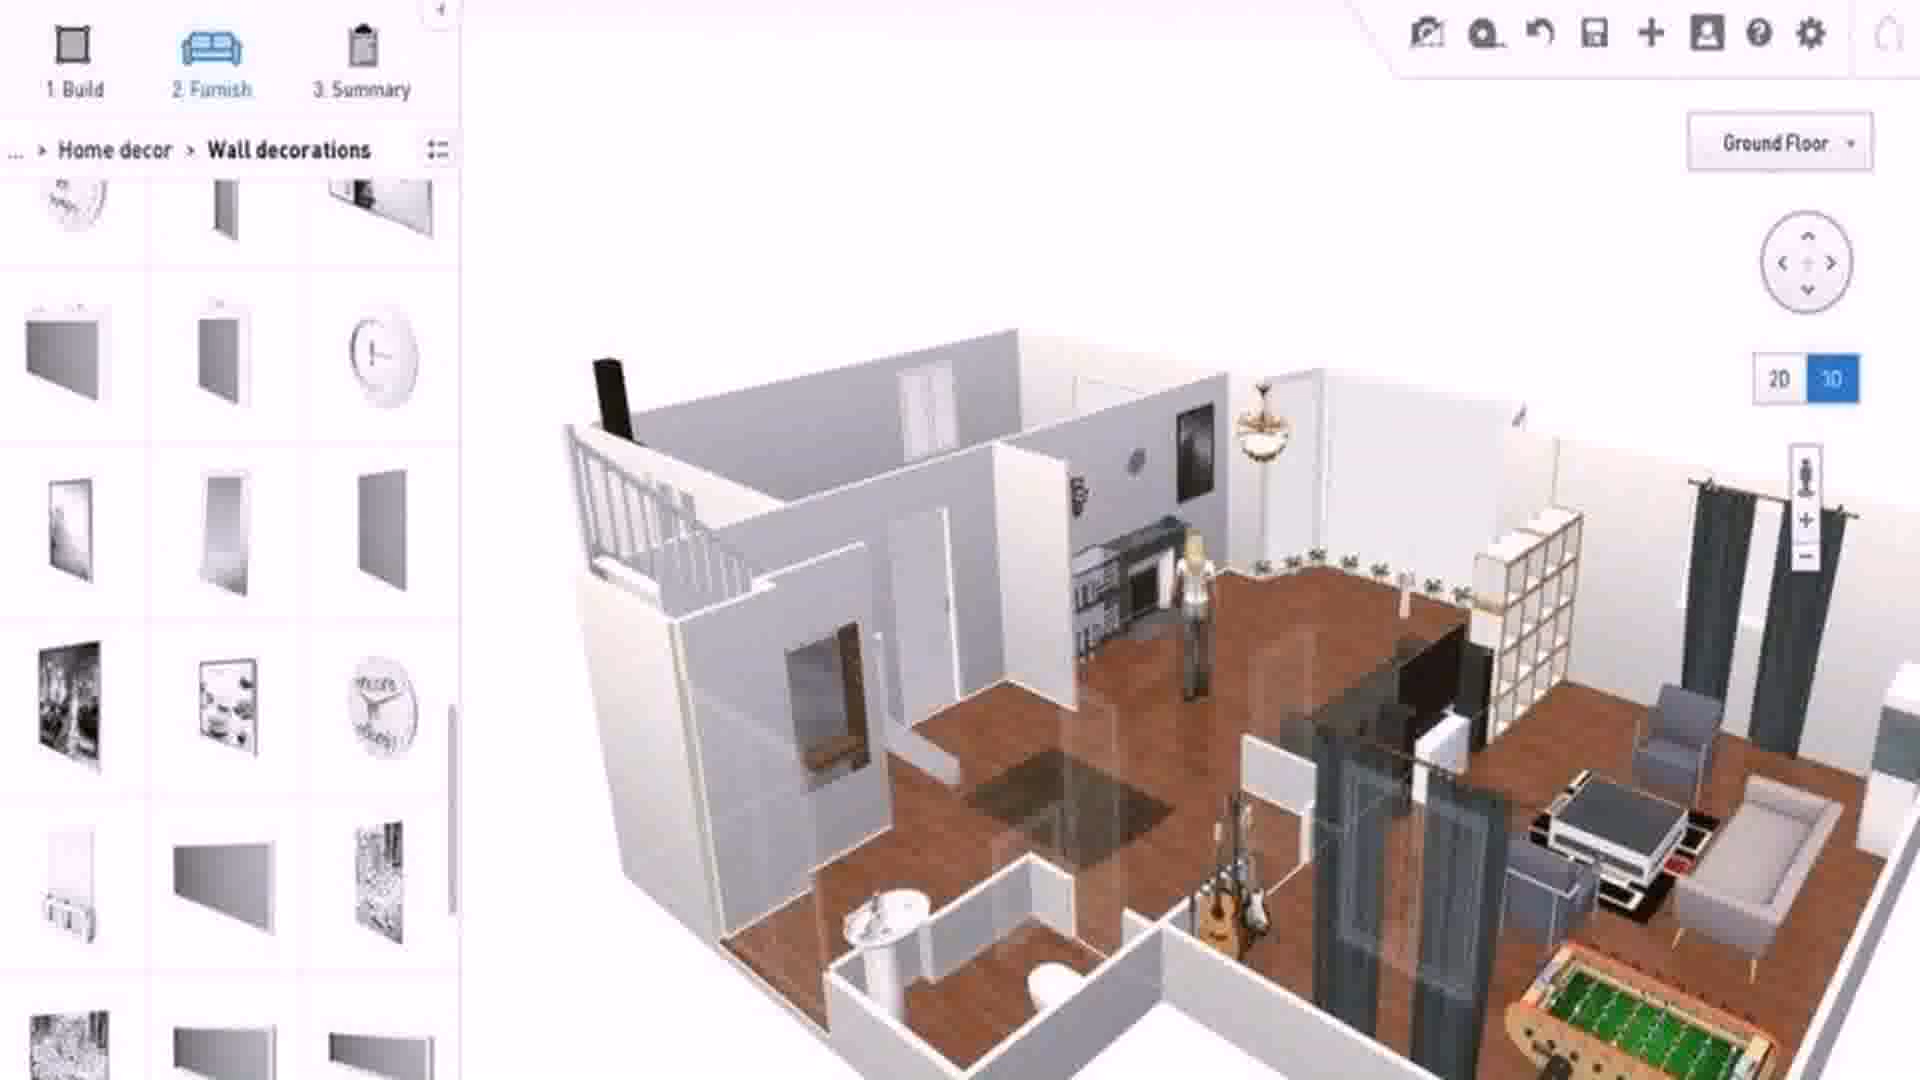 1. Build
2. Furnish
3. Summary
... > Home decor > Wall decorations
Ground Floor
2D 3D